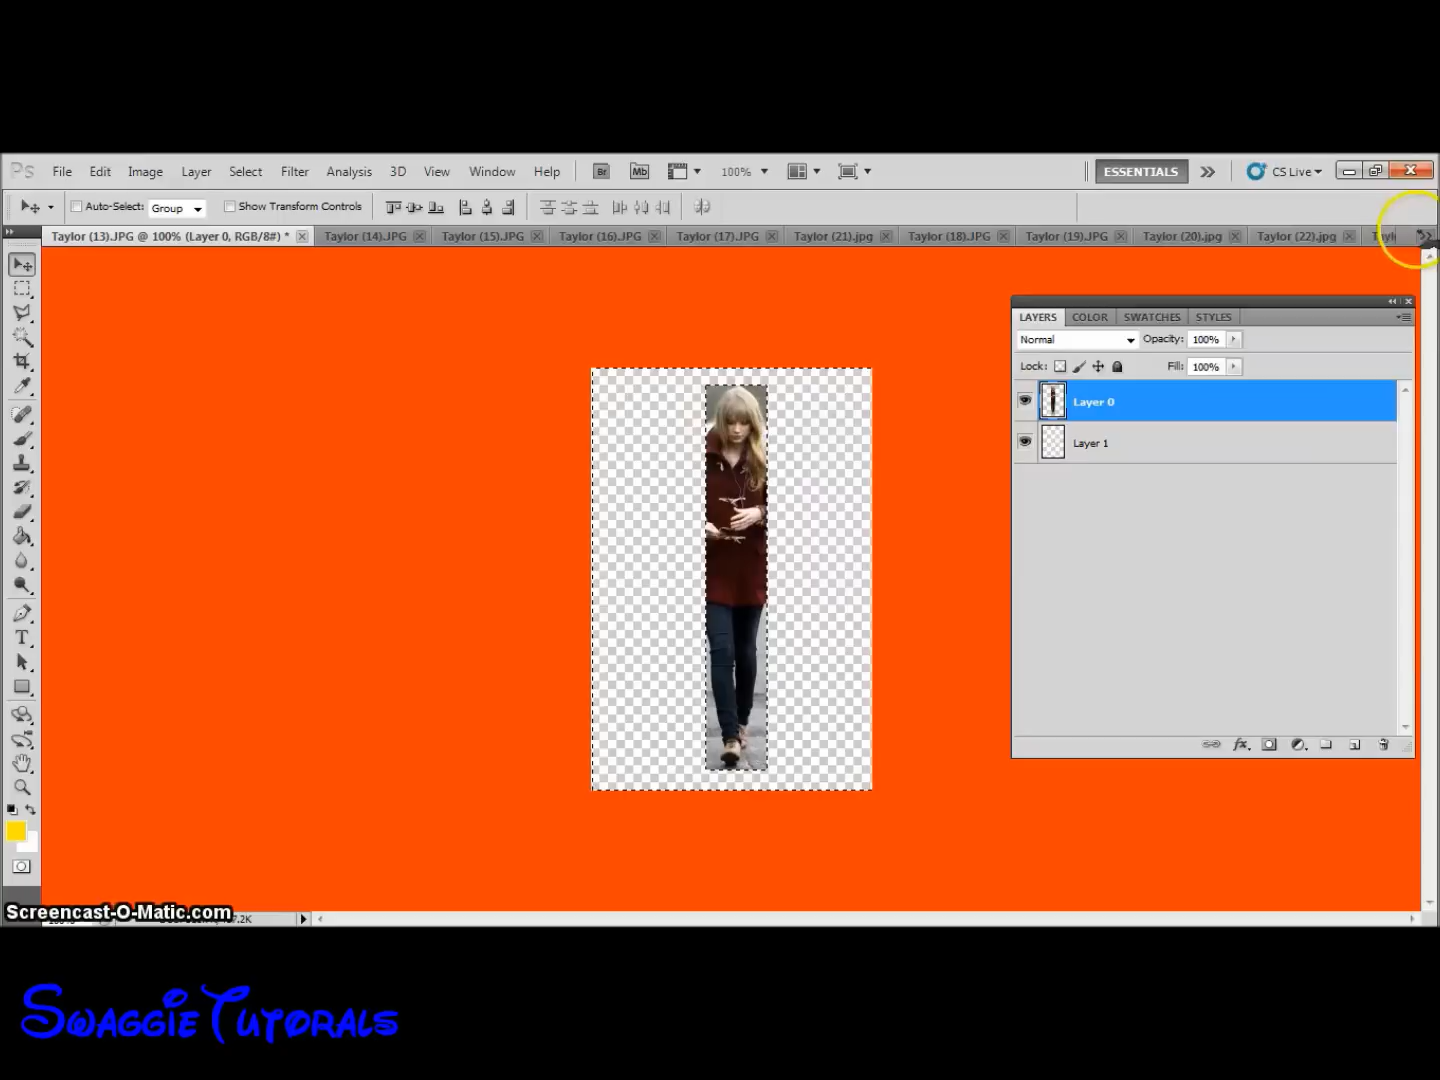 Ps File Edit Image Layer Select Filter Analysis 3D View Window Help Br Mb 100% ESSENTIALS CS Live
Auto-Select: Group Show Transform Controls
Taylor (13).JPG @ 100% (Layer 0, RGB/8#) * Taylor (14).JPG Taylor (15).JPG Taylor (16).JPG Taylor (17).JPG Taylor (21).jpg Taylor (18).JPG Taylor (19).JPG Taylor (20).jpg Taylor (22).jpg
LAYERS COLOR SWATCHES STYLES
Normal Opacity: 100%
Lock: Fill: 100%
Layer 0
Layer 1
T
fx
Screencast-O-Matic.com
Swaggie Tutorals